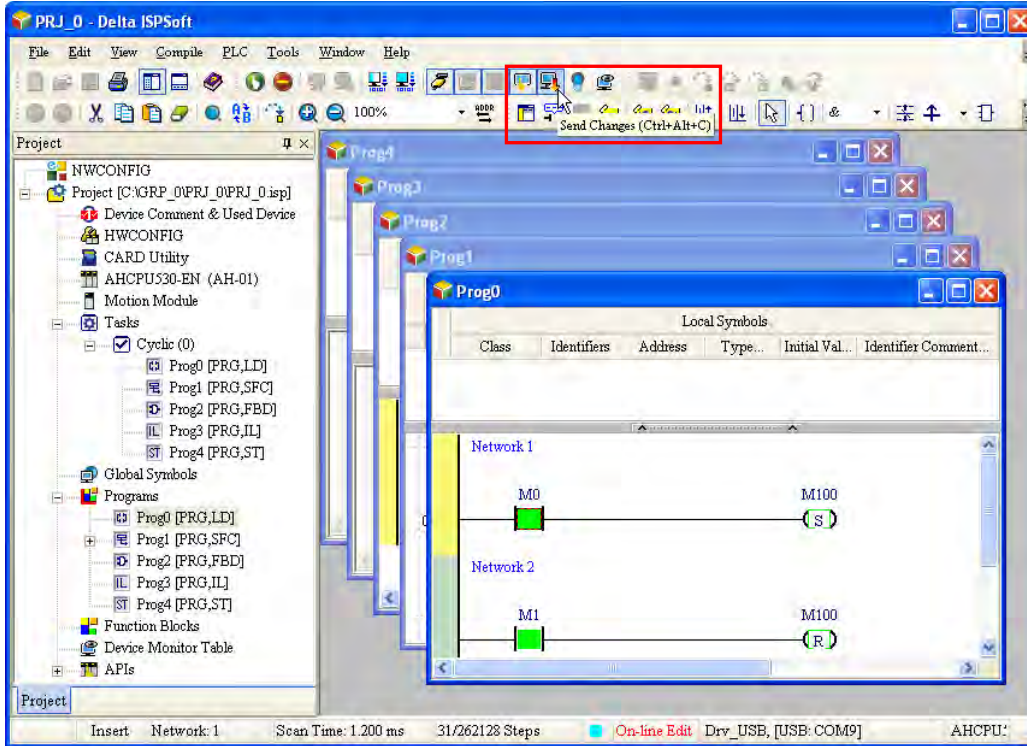 PRJ_0 - Delta ISPSoft
File Edit View Compile PLC Tools Window Help
100% ADDR
Send Changes (Ctrl+Alt+C)
Project
NWCONFIG
Project [C:\GRP_0\PRJ_0\PRJ_0.isp]
Device Comment & Used Device
HWCONFIG
CARD Utility
AHCPU530-EN (AH-01)
Motion Module
Tasks
Cyclic (0)
Prog0 [PRG,LD]
Prog1 [PRG,SFC]
Prog2 [PRG,FBD]
IL Prog3 [PRG,IL]
ST Prog4 [PRG,ST]
Global Symbols
Programs
Prog0 [PRG,LD]
Prog1 [PRG,SFC]
Prog2 [PRG,FBD]
IL Prog3 [PRG,IL]
ST Prog4 [PRG,ST]
Function Blocks
Device Monitor Table
APIs
Project
Prog4
Prog3
Prog2
Prog1
Prog0
Local Symbols
Class Identifiers Address Type... Initial Val... Identifier Comment...
Network 1
M0 M100
S
Network 2
M1 M100
R
Insert Network: 1 Scan Time: 1.200 ms 31/262128 Steps On-line Edit Drv_USB, [USB: COM9]